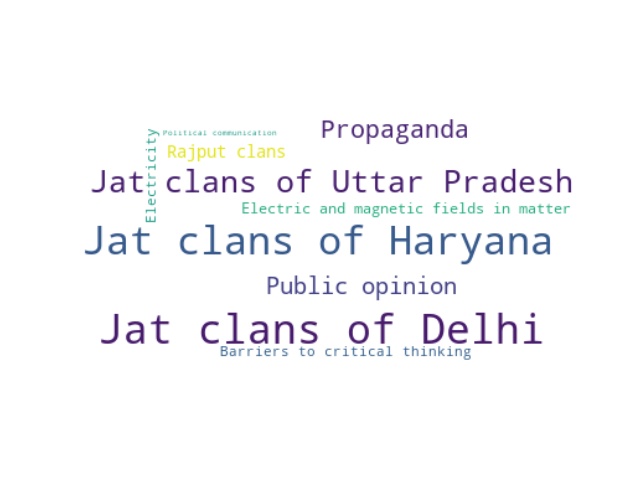 Propaganda
Political communication
Electricity
Rajput clans
Jat clans of Uttar Pradesh
Electric and magnetic fields in matter
Jat clans of Haryana
Public opinion
Jat clans of Delhi
Barriers to critical thinking